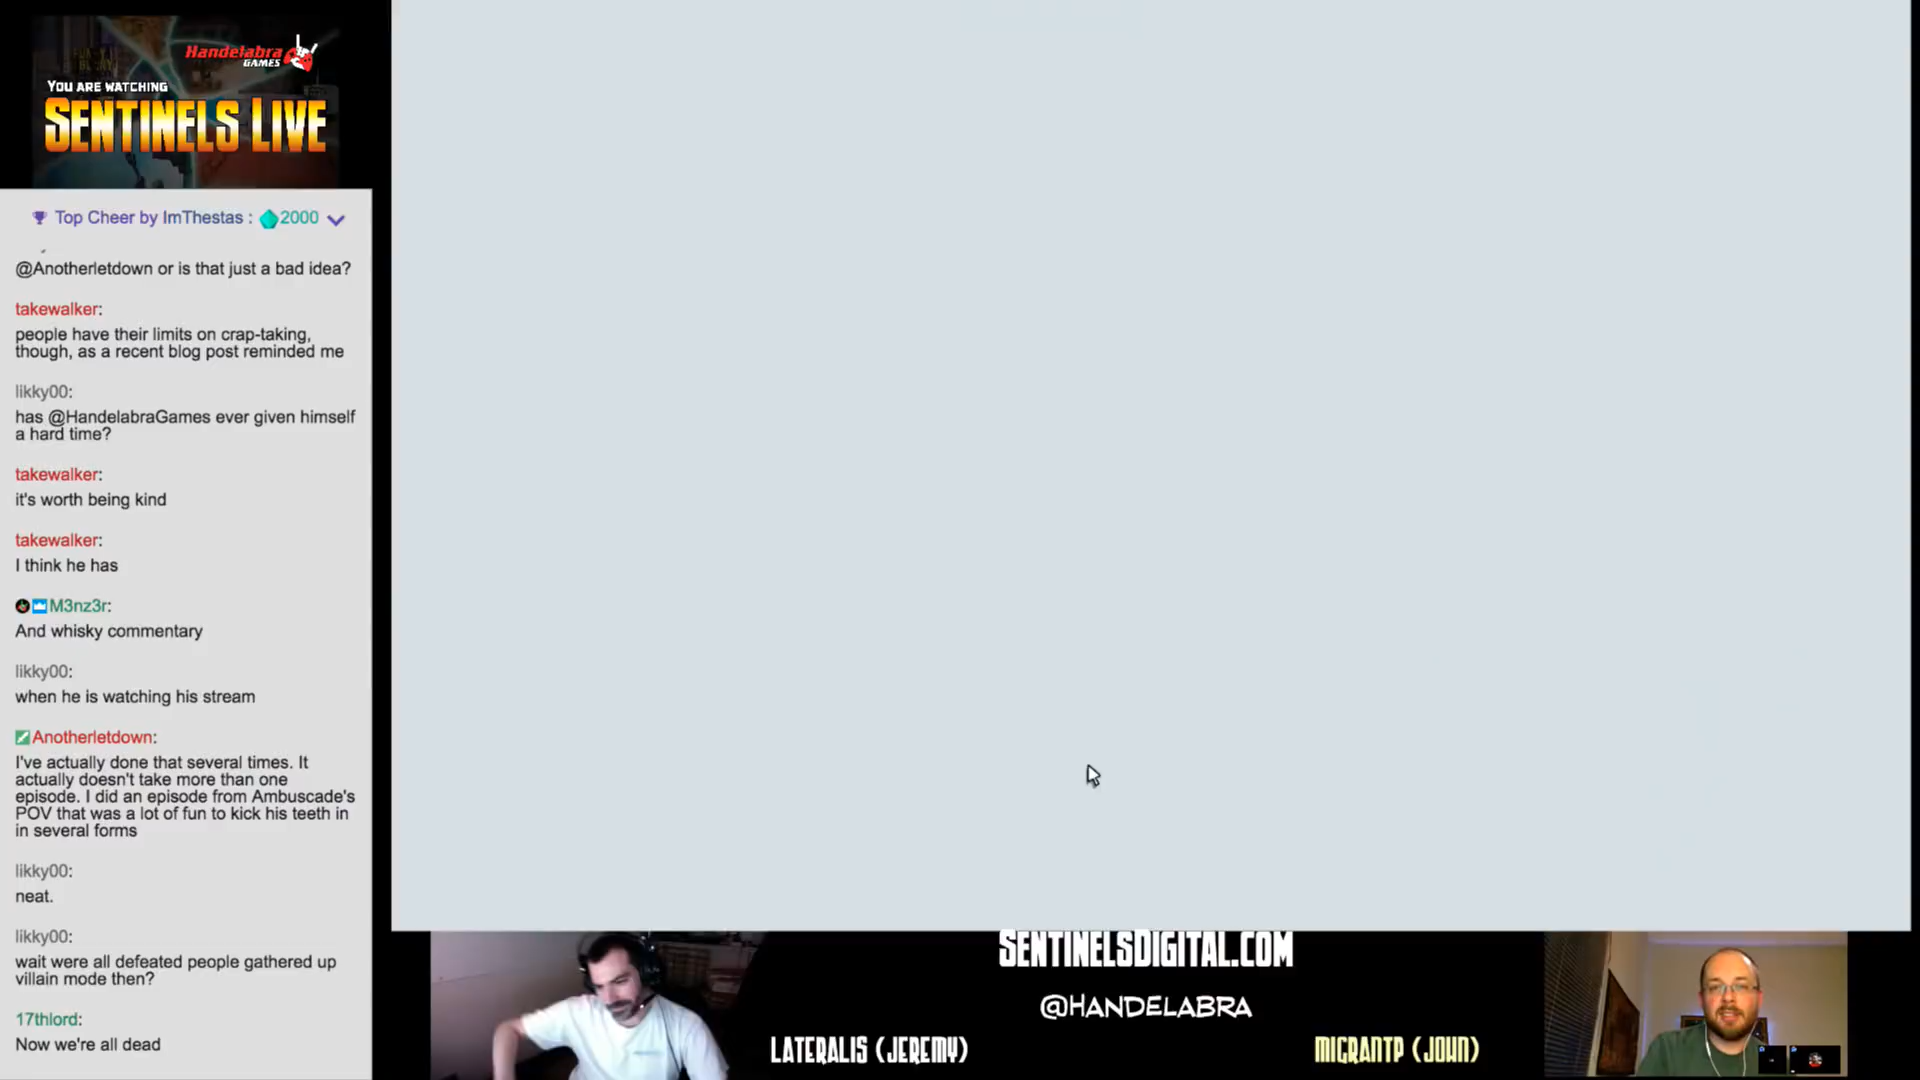 Handelabra
GAMES
YOU ARE WATCHING
SENTINELS LIVE
Top Cheer by ImThestas : 2000
@Anotherletdown or is that just a bad idea?
takewalker:
people have their limits on crap-taking,
though, as a recent blog post reminded me
likky00:
has @HandelabraGames ever given himself
a hard time?
takewalker:
it's worth being kind
takewalker:
I think he has
M3nz3r:
And whisky commentary
likky00:
when he is watching his stream
Anotherletdown:
I've actually done that several times. It
actually doesn't take more than one
episode. I did an episode from Ambuscade's
POV that was a lot of fun to kick his teeth in
in several forms
likky00:
neat.
likky00:
wait were all defeated people gathered up
villain mode then?
17thlord:
Now we're all dead
SENTINELSDIGITAL.COM
@HANDELABRA
LATERALIS (JEREMY)
MIGRANTP (JOHN)